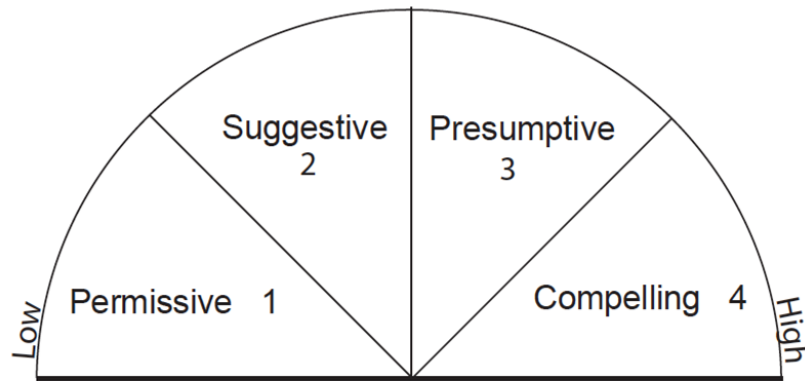 Suggestive
2
Presumptive
3
Permissive 1
Compelling 4
Low
High